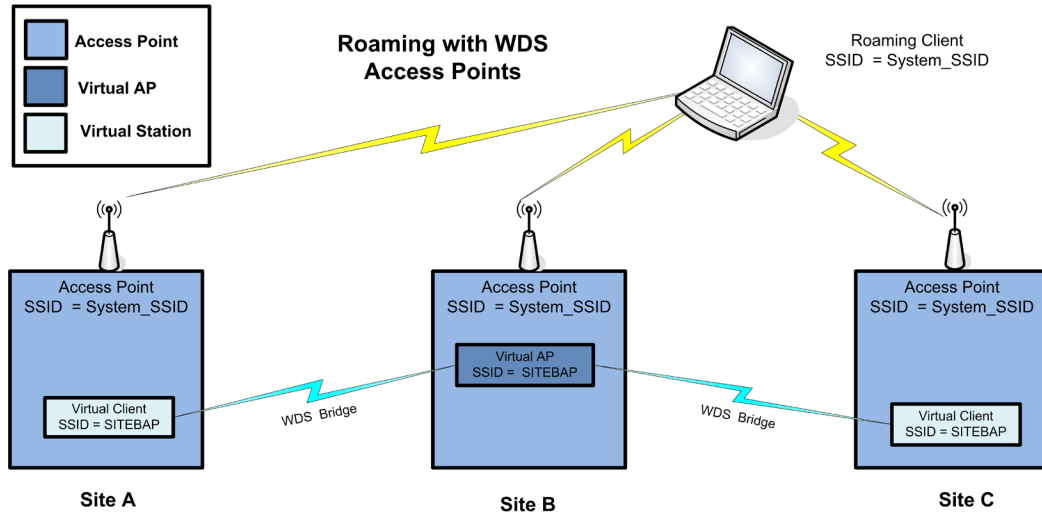 Access Point
Virtual AP
Virtual Station
Roaming with WDS
Access Points
Roaming Client
SSID = System_SSID
Access Point
SSID = System_SSID
Virtual Client
SSID = SITEBAP
Site A
WDS Bridge
Access Point
SSID = System_SSID
Virtual AP
SSID = SITEBAP
Site B
WDS Bridge
Access Point
SSID = System_SSID
Virtual Client
SSID = SITEBAP
Site C